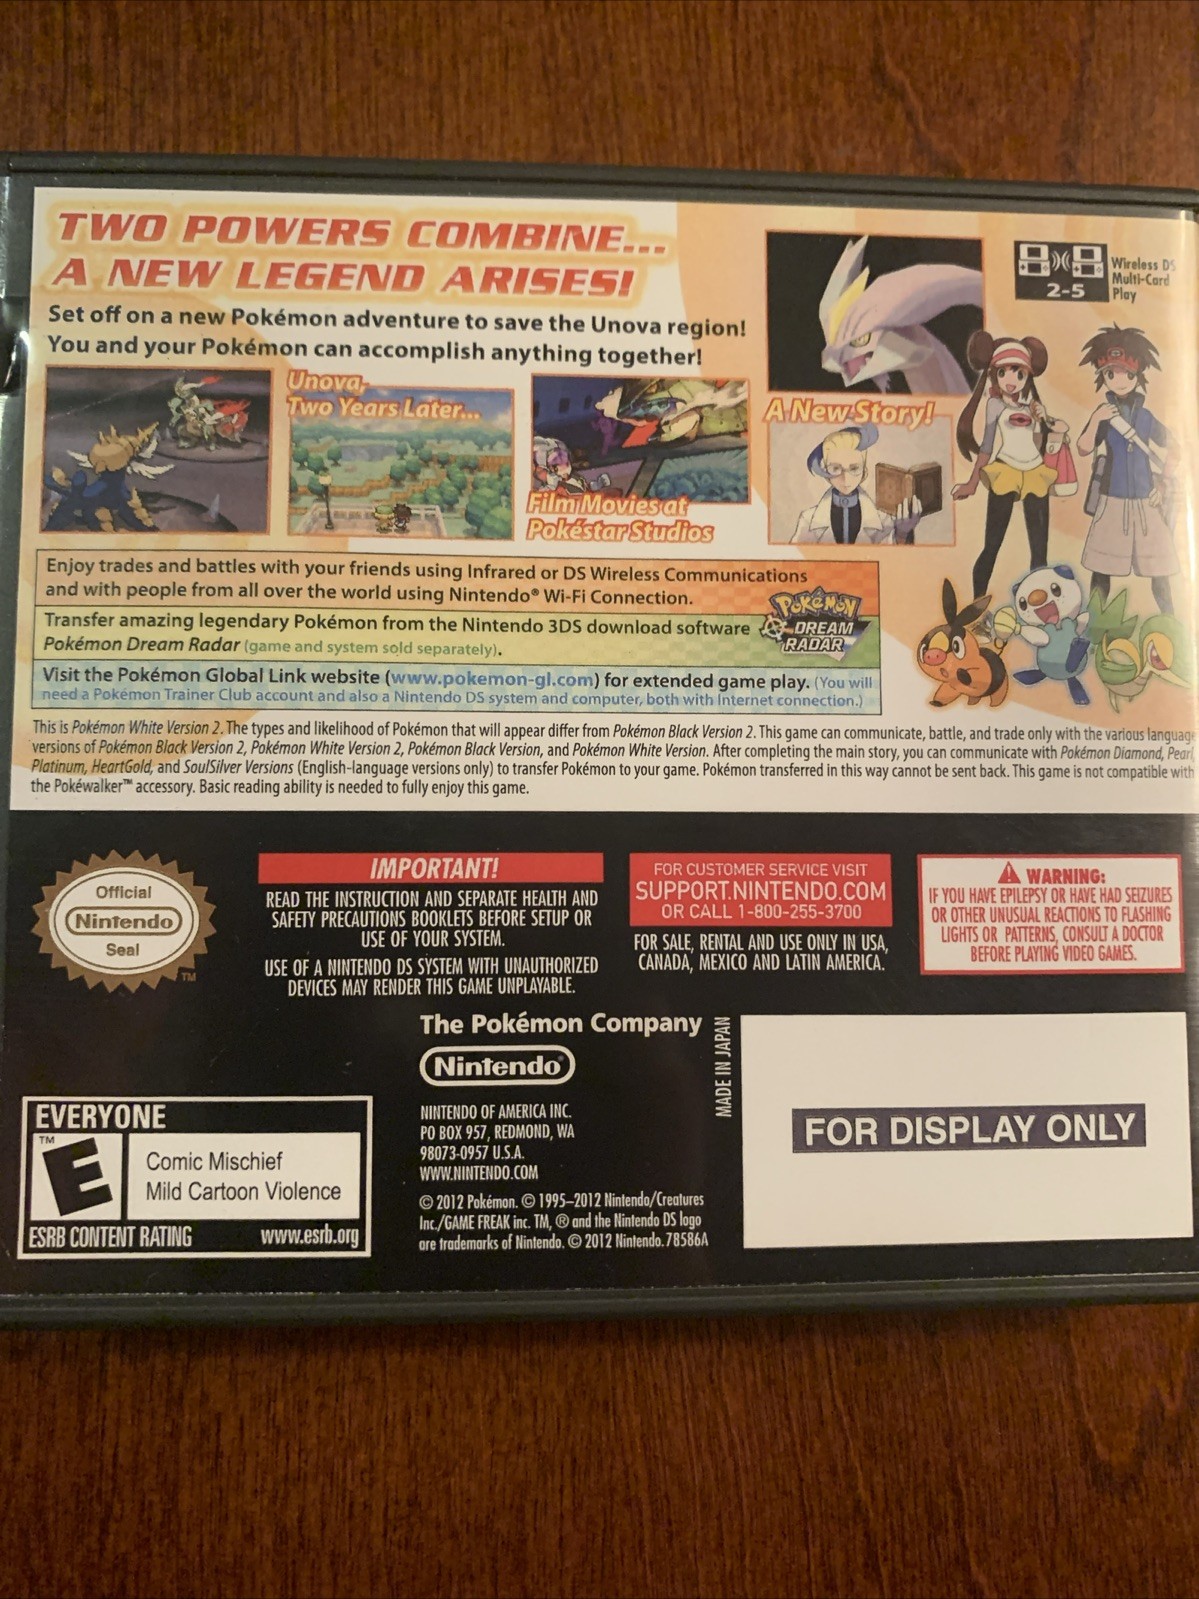 TWO POWERS COMBINE...
A NEW LEGEND ARISES!
Set off on a new Pokémon adventure to save the Unova region!
You and your Pokémon can accomplish anything together!
Wireless DS
Multi-Card
Play
2-5
Unova,
Two Years Later...
Film Movies at
Pokéstar Studios
A New Story!
Enjoy trades and battles with your friends using Infrared or DS Wireless Communications
and with people from all over the world using Nintendo® Wi-Fi Connection.
Transfer amazing legendary Pokémon from the Nintendo 3DS download software
Pokémon Dream Radar (game and system sold separately).
POKéMON
DREAM
RADAR
Visit the Pokémon Global Link website (www.pokemon-gl.com) for extended game play. (You will
need a Pokémon Trainer Club account and also a Nintendo DS system and computer, both with Internet connection.)
This is Pokémon White Version 2. The types and likelihood of Pokémon that will appear differ from Pokémon Black Version 2. This game can communicate, battle, and trade only with the various language
versions of Pokémon Black Version 2, Pokémon White Version 2, Pokémon Black Version, and Pokémon White Version. After completing the main story, you can communicate with Pokémon Diamond, Pearl,
Platinum, HeartGold, and SoulSilver Versions (English-language versions only) to transfer Pokémon to your game. Pokémon transferred in this way cannot be sent back. This game is not compatible with
the Pokéwalker™ accessory. Basic reading ability is needed to fully enjoy this game.
Official
Nintendo
Seal
TM
IMPORTANT!
READ THE INSTRUCTION AND SEPARATE HEALTH AND
SAFETY PRECAUTIONS BOOKLETS BEFORE SETUP OR
USE OF YOUR SYSTEM.
USE OF A NINTENDO DS SYSTEM WITH UNAUTHORIZED
DEVICES MAY RENDER THIS GAME UNPLAYABLE.
FOR CUSTOMER SERVICE VISIT
SUPPORT.NINTENDO.COM
OR CALL 1-800-255-3700
FOR SALE, RENTAL AND USE ONLY IN USA,
CANADA, MEXICO AND LATIN AMERICA.
WARNING:
IF YOU HAVE EPILEPSY OR HAVE HAD SEIZURES
OR OTHER UNUSUAL REACTIONS TO FLASHING
LIGHTS OR PATTERNS, CONSULT A DOCTOR
BEFORE PLAYING VIDEO GAMES.
The Pokémon Company
Nintendo®
NINTENDO OF AMERICA INC.
PO BOX 957, REDMOND, WA
98073-0957 U.S.A.
WWW.NINTENDO.COM
© 2012 Pokémon. © 1995–2012 Nintendo/Creatures
Inc./GAME FREAK inc. TM, ® and the Nintendo DS logo
are trademarks of Nintendo. © 2012 Nintendo. 78586A
MADE IN JAPAN
FOR DISPLAY ONLY
EVERYONE
TM
E
Comic Mischief
Mild Cartoon Violence
ESRB CONTENT RATING www.esrb.org